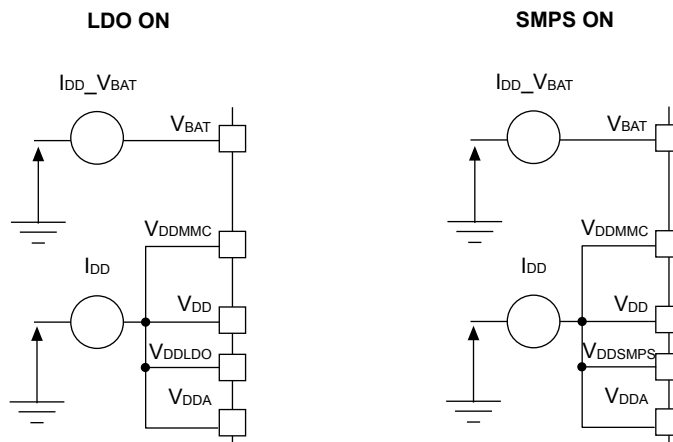 LDO ON
IDD_VBAT
VBAT
VDDMMC
IDD
VDD
VDDLDO
VDDA
SMPS ON
IDD_VBAT
VBAT
VDDMMC
IDD
VDD
VDDSMPS
VDDA